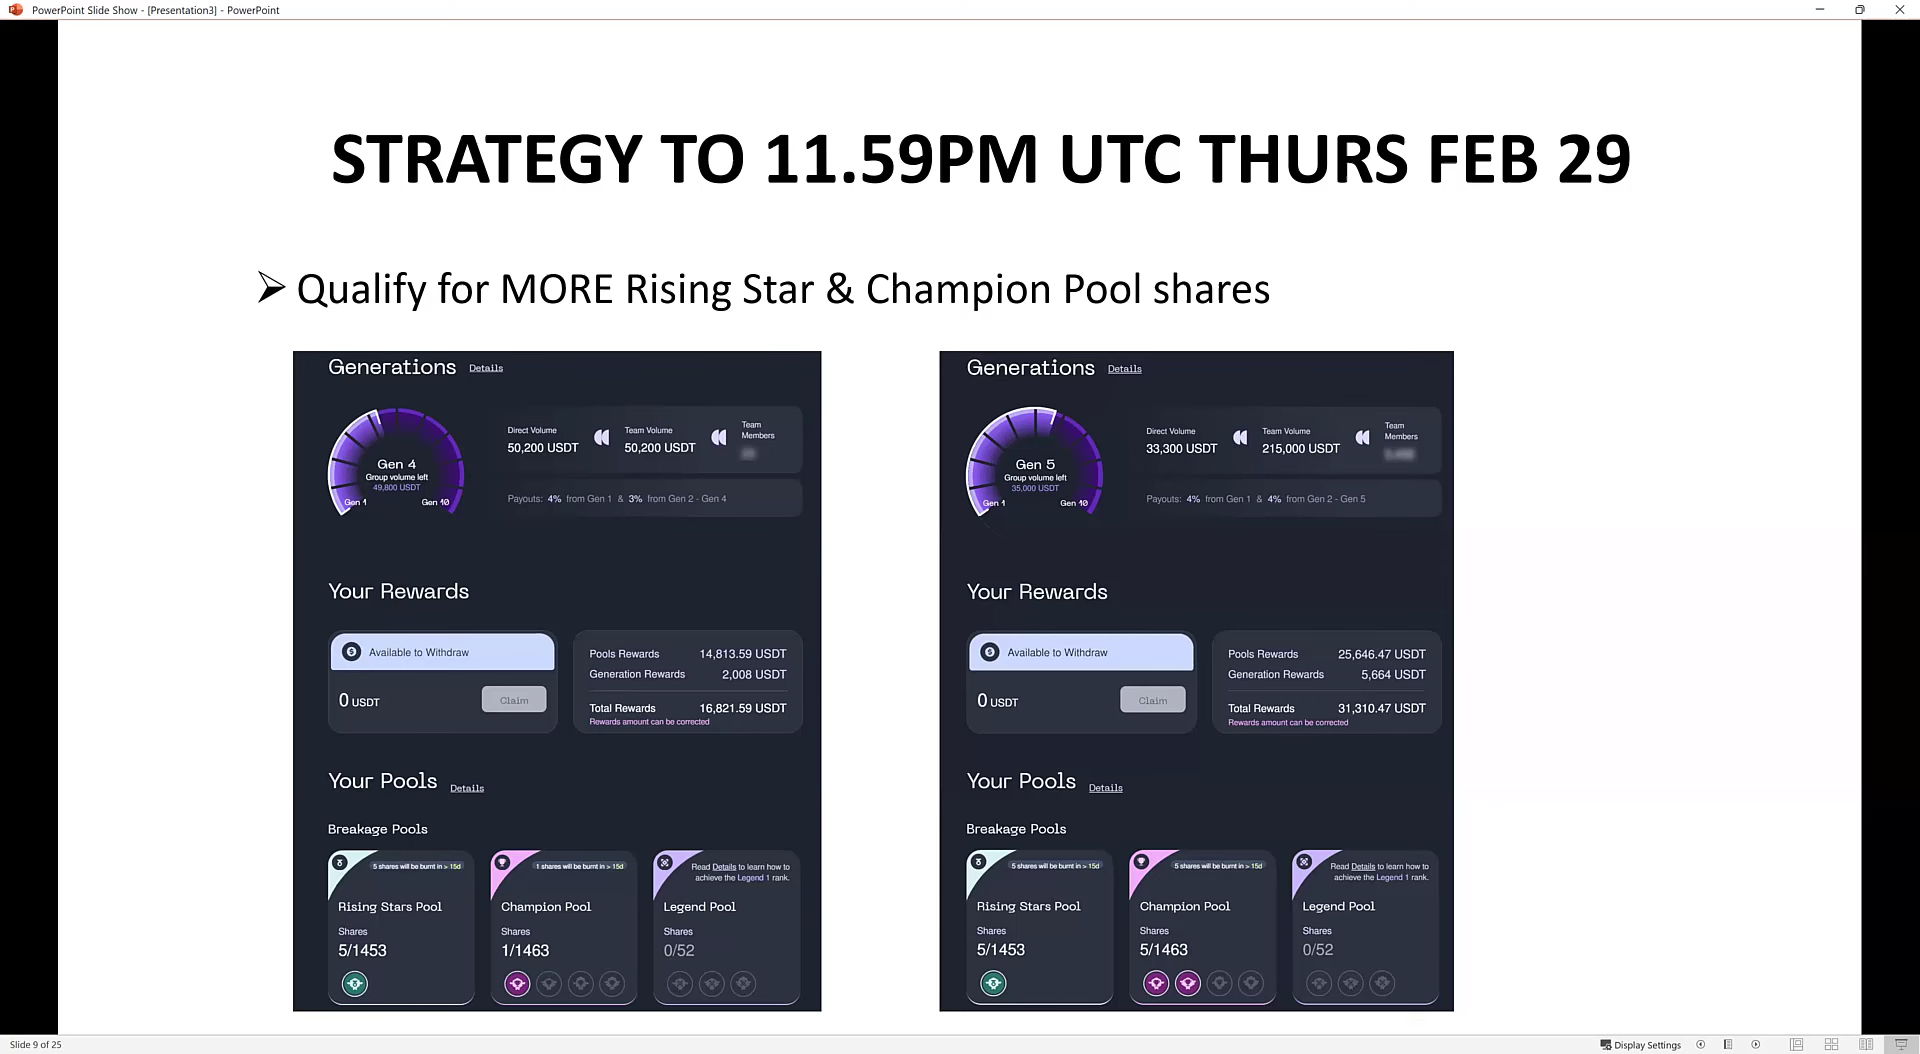 PowerPoint Slide Show - [Presentation3] - PowerPoint
STRATEGY TO 11.59PM UTC THURS FEB 29
Qualify for MORE Rising Star & Champion Pool shares
Generations Details
Gen 4
Group volume left
49,800 USDT
Gen 1
Gen 10
Direct Volume
50,200 USDT
Team Volume
50,200 USDT
Team
Members
Payouts: 4% from Gen 1 & 3% from Gen 2 - Gen 4
Your Rewards
Available to Withdraw
0 USDT
Claim
Pools Rewards 14,813.59 USDT
Generation Rewards 2,008 USDT
Total Rewards 16,821.59 USDT
Rewards amount can be corrected
Your Pools Details
Breakage Pools
5 shares will be burnt in > 15d
Rising Stars Pool
Shares
5/1453
1 shares will be burnt in > 15d
Champion Pool
Shares
1/1463
Read Details to learn how to
achieve the Legend 1 rank.
Legend Pool
Shares
0/52
Generations Details
Gen 5
Group volume left
35,000 USDT
Gen 1
Gen 10
Direct Volume
33,300 USDT
Team Volume
215,000 USDT
Team
Members
Payouts: 4% from Gen 1 & 4% from Gen 2 - Gen 5
Your Rewards
Available to Withdraw
0 USDT
Claim
Pools Rewards 25,646.47 USDT
Generation Rewards 5,664 USDT
Total Rewards 31,310.47 USDT
Rewards amount can be corrected
Your Pools Details
Breakage Pools
5 shares will be burnt in > 15d
Rising Stars Pool
Shares
5/1453
5 shares will be burnt in > 15d
Champion Pool
Shares
5/1463
Read Details to learn how to
achieve the Legend 1 rank.
Legend Pool
Shares
0/52
Slide 9 of 25
Display Settings